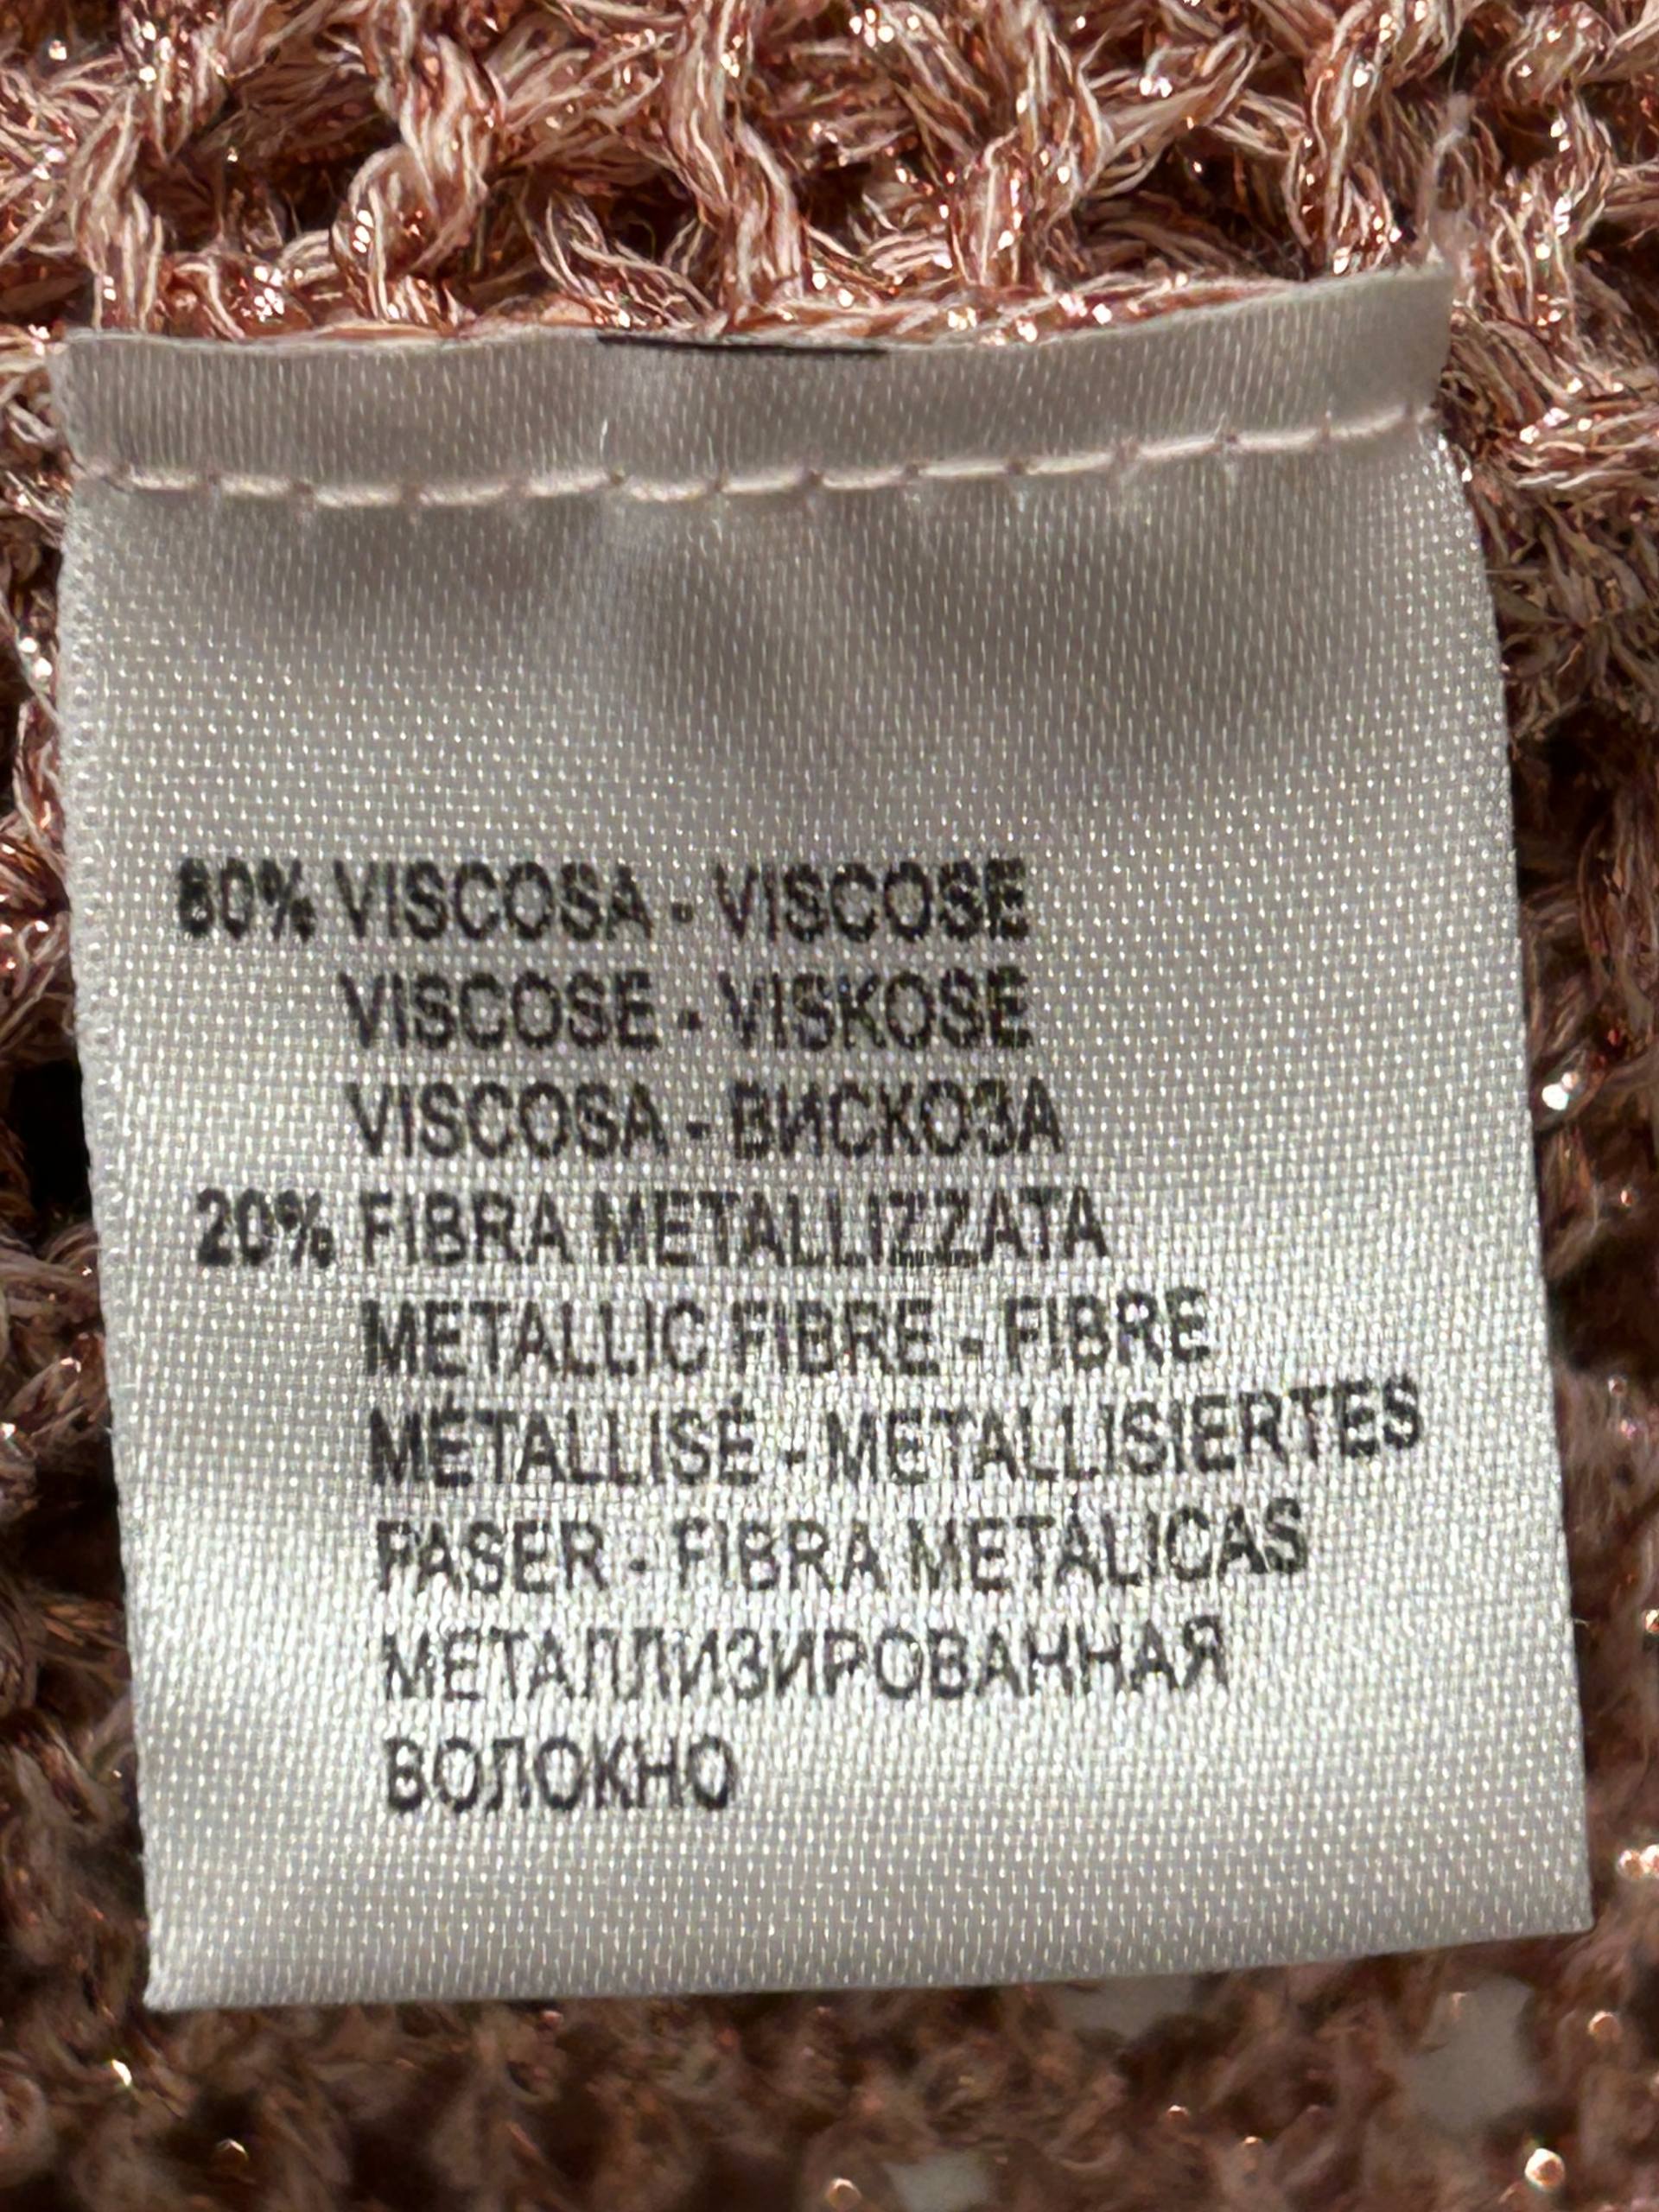 80% VISCOSA - VISCOSE
VISCOSE - VISKOSE
VISCOSA - ВИСКОЗА
20% FIBRA METALLIZZATA
METALLIC FIBRE - FIBRE
MÉTALLISÉ - METALLISIERTES
PASER - FIBRA METÁLICAS
МЕТАЛЛИЗИРОВАННАЯ
ВОЛОКНО